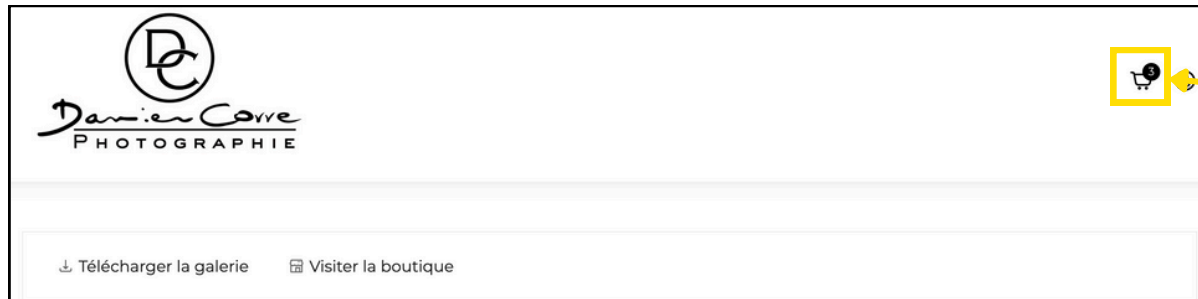 DC
Damien Corre
PHOTOGRAPHIE
3
Télécharger la galerie
Visiter la boutique